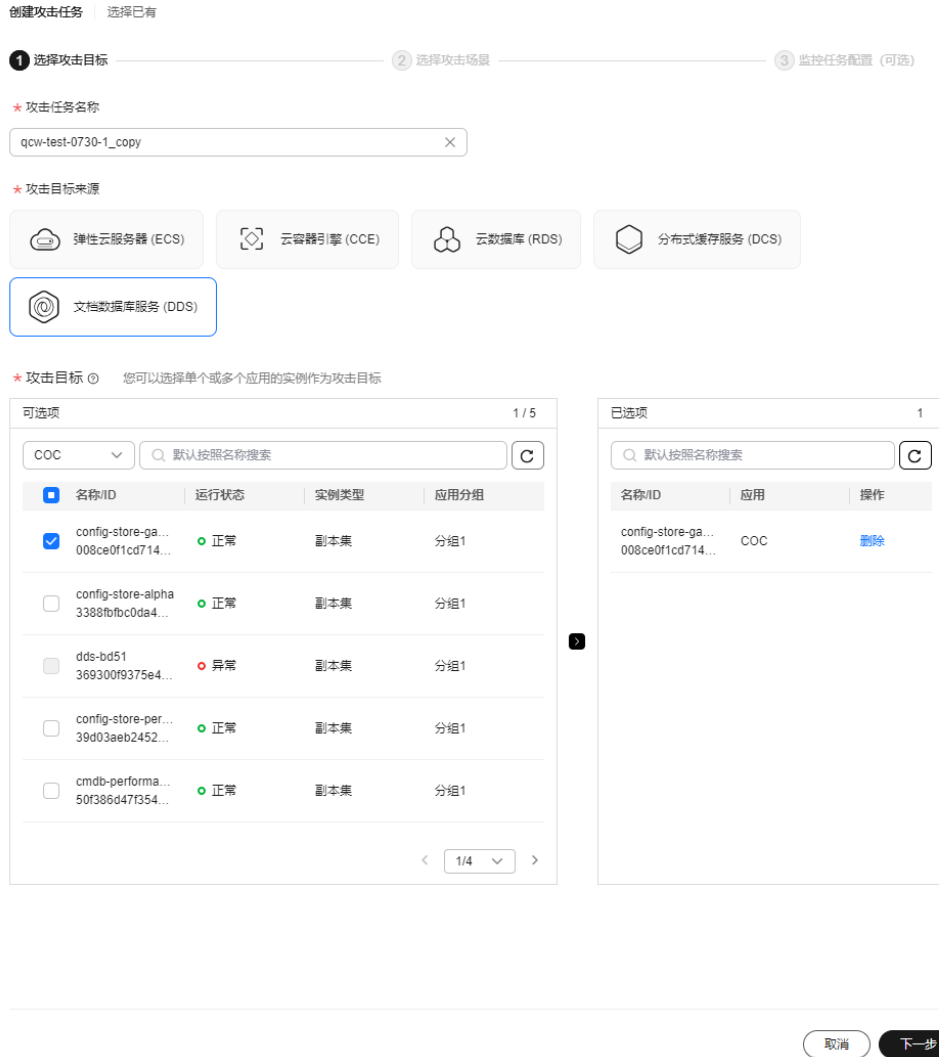 创建攻击任务 选择已有
1 选择攻击目标 2 选择攻击场景 3 监控任务配置 (可选)
* 攻击任务名称
qcw-test-0730-1_copy
* 攻击目标来源
弹性云服务器 (ECS) 云容器引擎 (CCE) 云数据库 (RDS) 分布式缓存服务 (DCS)
文档数据库服务 (DDS)
* 攻击目标 ? 您可以选择单个或多个应用的实例作为攻击目标
可选项 1 / 5 已选项 1
COC 默认按照名称搜索 默认按照名称搜索
名称/ID 运行状态 实例类型 应用分组 名称/ID 应用 操作
config-store-ga... 正常 副本集 分组1 config-store-ga... COC 删除
008ce0f1cd714... 008ce0f1cd714...
config-store-alpha 正常 副本集 分组1
3388fbfbc0da4...
dds-bd51 异常 副本集 分组1
369300f9375e4...
config-store-per... 正常 副本集 分组1
39d03aeb2452...
cmdb-performa... 正常 副本集 分组1
50f386d47f354...
1/4
取消 下一步